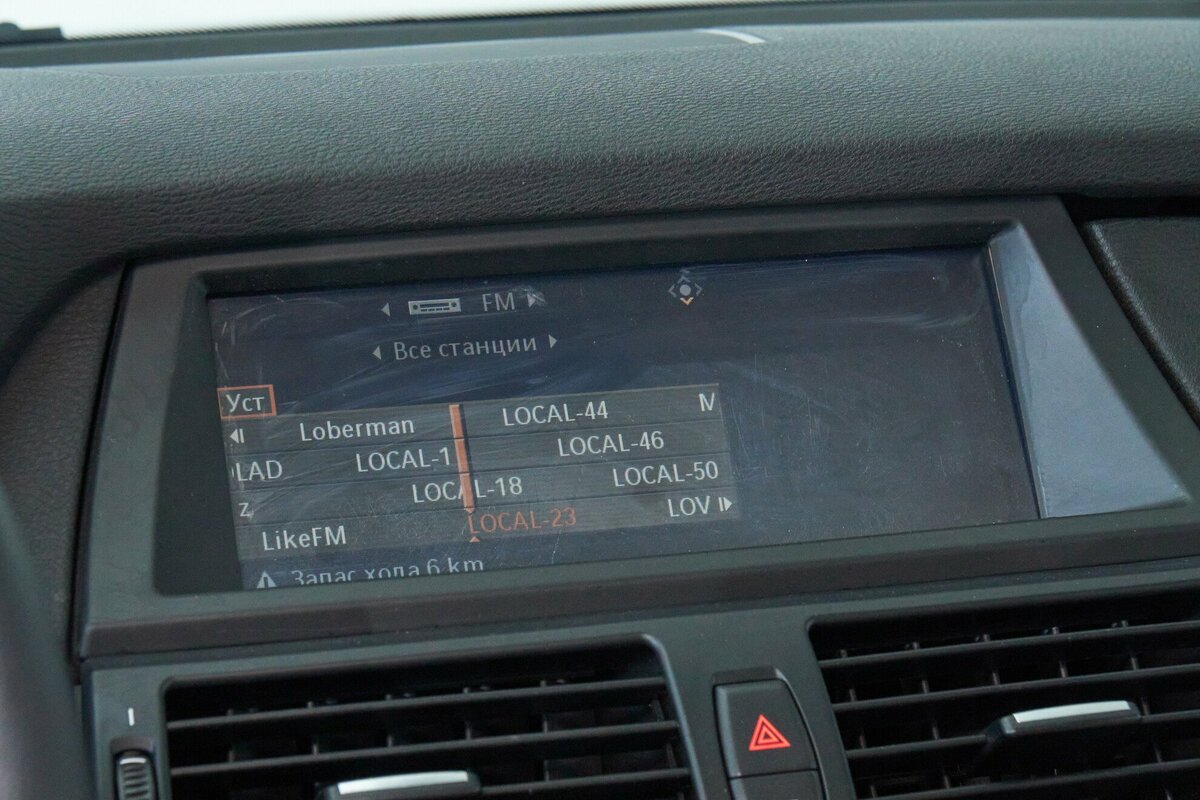 FM
Все станции
Уст
Loberman
LOCAL-44
IV
LAD
LOCAL-1
LOCAL-46
Z
LOCAL-18
LOCAL-50
LikeFM
LOCAL-23
LOV
Запас хода 6 km